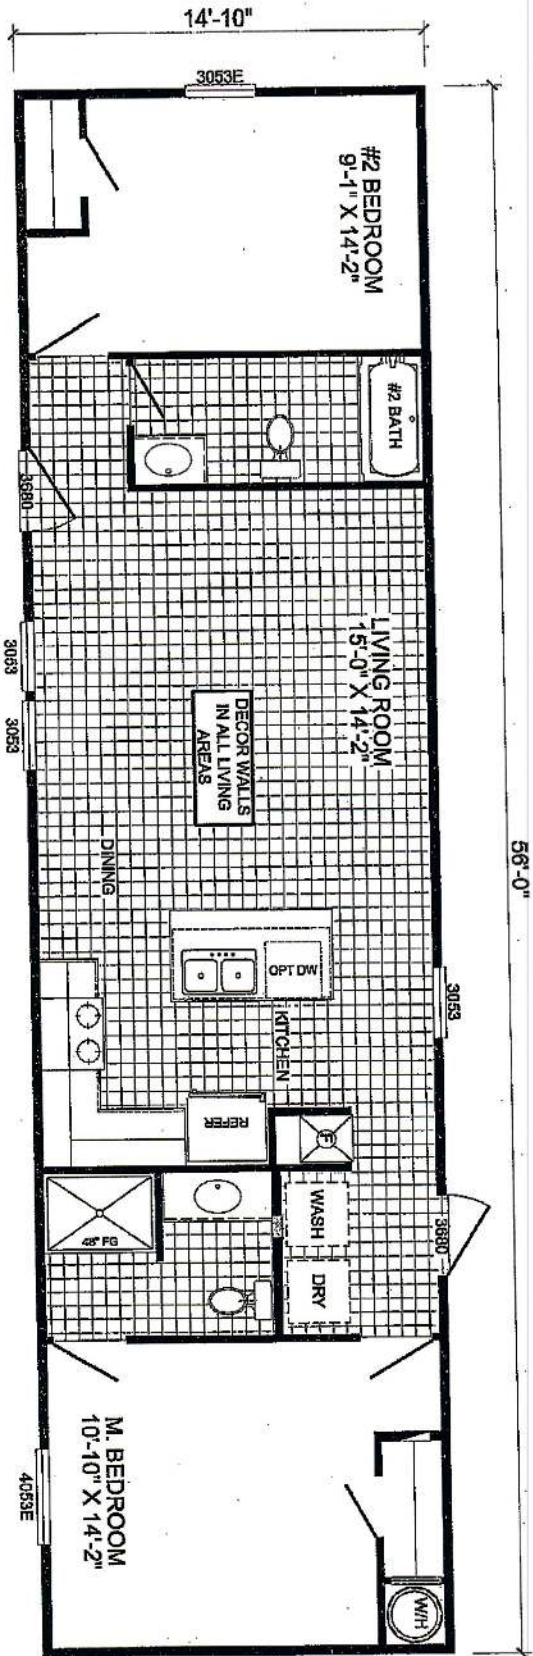 14'-10"
3053E
#2 BEDROOM
9'-1" X 14'-2"
#2 BATH
3680
LIVING ROOM
15'-0" X 14'-2"
3053
3053
DECOR WALLS
IN ALL LIVING
AREAS
56'-0"
DINING
OPT DW
3053
KITCHEN
REFER
F
WASH
3680
48" FG
DRY
M. BEDROOM
10'-10" X 14'-2"
4053E
W/H